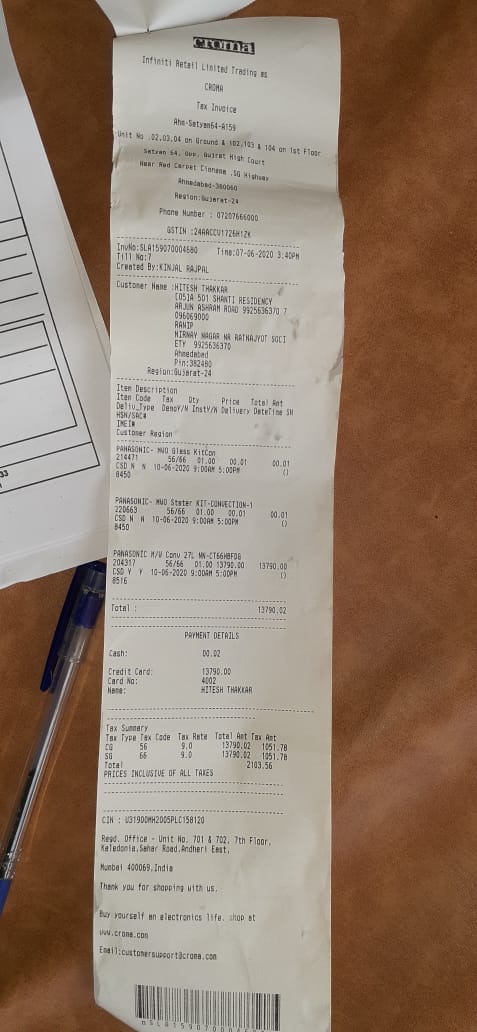 croma
Infiniti Retail Limited Trading as
CROMA
Tax Invoice
Ahm-Satyam64-A159
Unit No .02,03,04 on Ground & 102,103 & 104 on 1st Floor
Satyam 64, Opp. Gujrat High Court
Near Red Carpet Cinnema ,SG Highway
Ahmedabad-380060
Region:Gujarat-24
Phone Number : 07207666000
GSTIN :24AACCV1726H1ZK
InvNo:SLA159070004680 Time:07-06-2020 3:40PM
Till No:7
Created By:KINJAL RAJPAL
Customer Name :HITESH THAKKAR
C051A 501 SHANTI RESIDENCY
ARJUN ASHRAM ROAD 9925636370 7
096069000
RANIP
NIRNAY NAGAR NR RATNAJYOT SOCI
ETY 9925636370
Ahmedabad
Pin:382480
Region:Gujarat-24
Item Description
Item Code Tax Qty Price Total Amt
Deliv_Type DemoY/N InstY/N Delivery DateTime SN
HSN/SAC#
IMEI#
Customer Region
PANASONIC- MWO Glass KitCon
214471 56/66 01.00 00.01 00.01
CSD N N 10-06-2020 9:00AM 5:00PM ()
8450
PANASONIC- MWO Stater KIT-CONVECTION-1
220663 56/66 01.00 00.01 00.01
CSD N N 10-06-2020 9:00AM 5:00PM ()
8450
PANASONIC M/W Conv 27L NN-CT66HBFDG
204317 56/66 01.00 13790.00 13790.00
CSD Y Y 10-06-2020 9:00AM 5:00PM ()
8516
Total : 13790.02
PAYMENT DETAILS
Cash: 00.02
Credit Card: 13790.00
Card No: 4002
Name: HITESH THAKKAR
Tax Summary
Tax Type Tax Code Tax Rate Total Amt Tax Amt
CG 56 9.0 13790.02 1051.78
SG 66 9.0 13790.02 1051.78
Total 2103.56
PRICES INCLUSIVE OF ALL TAXES
CIN : U31900MH2005PLC158120
Regd. Office - Unit No. 701 & 702, 7th Floor,
Kaledonia,Sahar Road,Andheri East,
Mumbai 400069,India
Thank you for shopping with us.
Buy yourself an electronics life. shop at
www.croma.com
Email:customersupport@croma.com
33